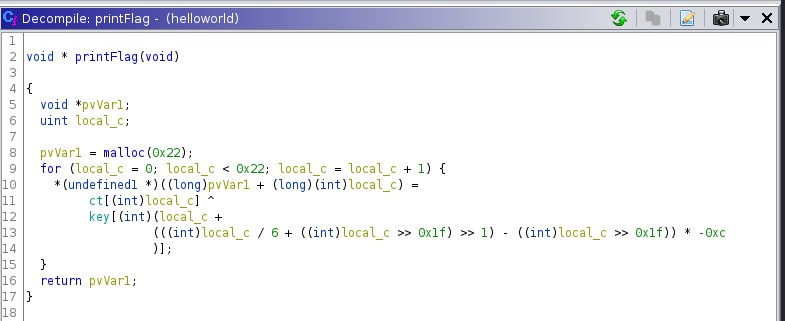 Decompile: printFlag - (helloworld)
1
2 void * printFlag(void)
3
4 {
5 void *pvVar1;
6 uint local_c;
7
8 pvVar1 = malloc(0x22);
9 for (local_c = 0; local_c < 0x22; local_c = local_c + 1) {
10 *(undefined1 *)((long)pvVar1 + (long)(int)local_c) =
11 ct[(int)local_c] ^
12 key[(int)(local_c +
13 (((int)local_c / 6 + ((int)local_c >> 0x1f) >> 1) - ((int)local_c >> 0x1f)) * -0xc
14 )];
15 }
16 return pvVar1;
17 }
18